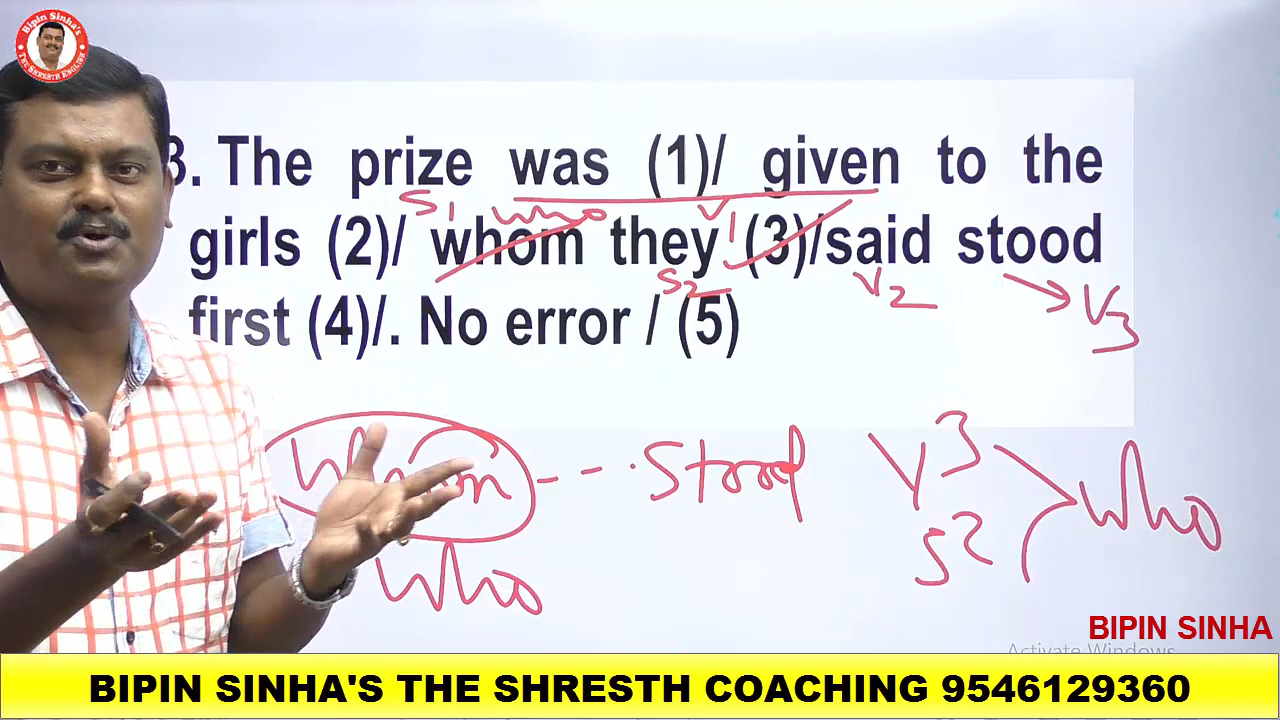 Bipin Sinha's
THE SHRESTH ENGLISH
3. The prize was (1)/ given to the
S1 who V1
girls (2)/ whom they (3)/said stood
S2 V2 V3
first (4)/. No error / (5)
Whom --- stood V3
S2 who
who
BIPIN SINHA
Activate Windows
BIPIN SINHA'S THE SHRESTH COACHING 9546129360